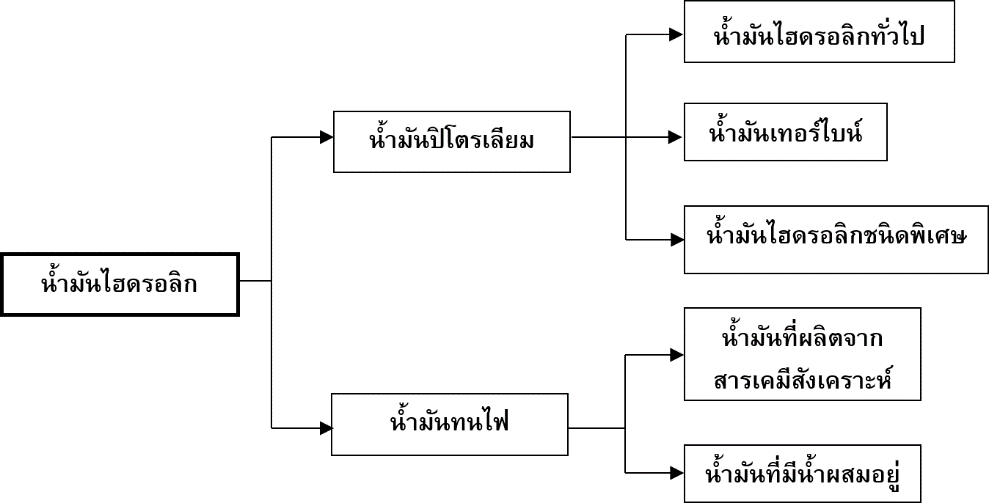 น้ำมันไฮดรอลิก
น้ำมันปิโตรเลียม
น้ำมันไฮดรอลิกทั่วไป
น้ำมันเทอร์ไบน์
น้ำมันไฮดรอลิกชนิดพิเศษ
น้ำมันทนไฟ
น้ำมันที่ผลิตจาก
สารเคมีสังเคราะห์
น้ำมันที่มีน้ำผสมอยู่